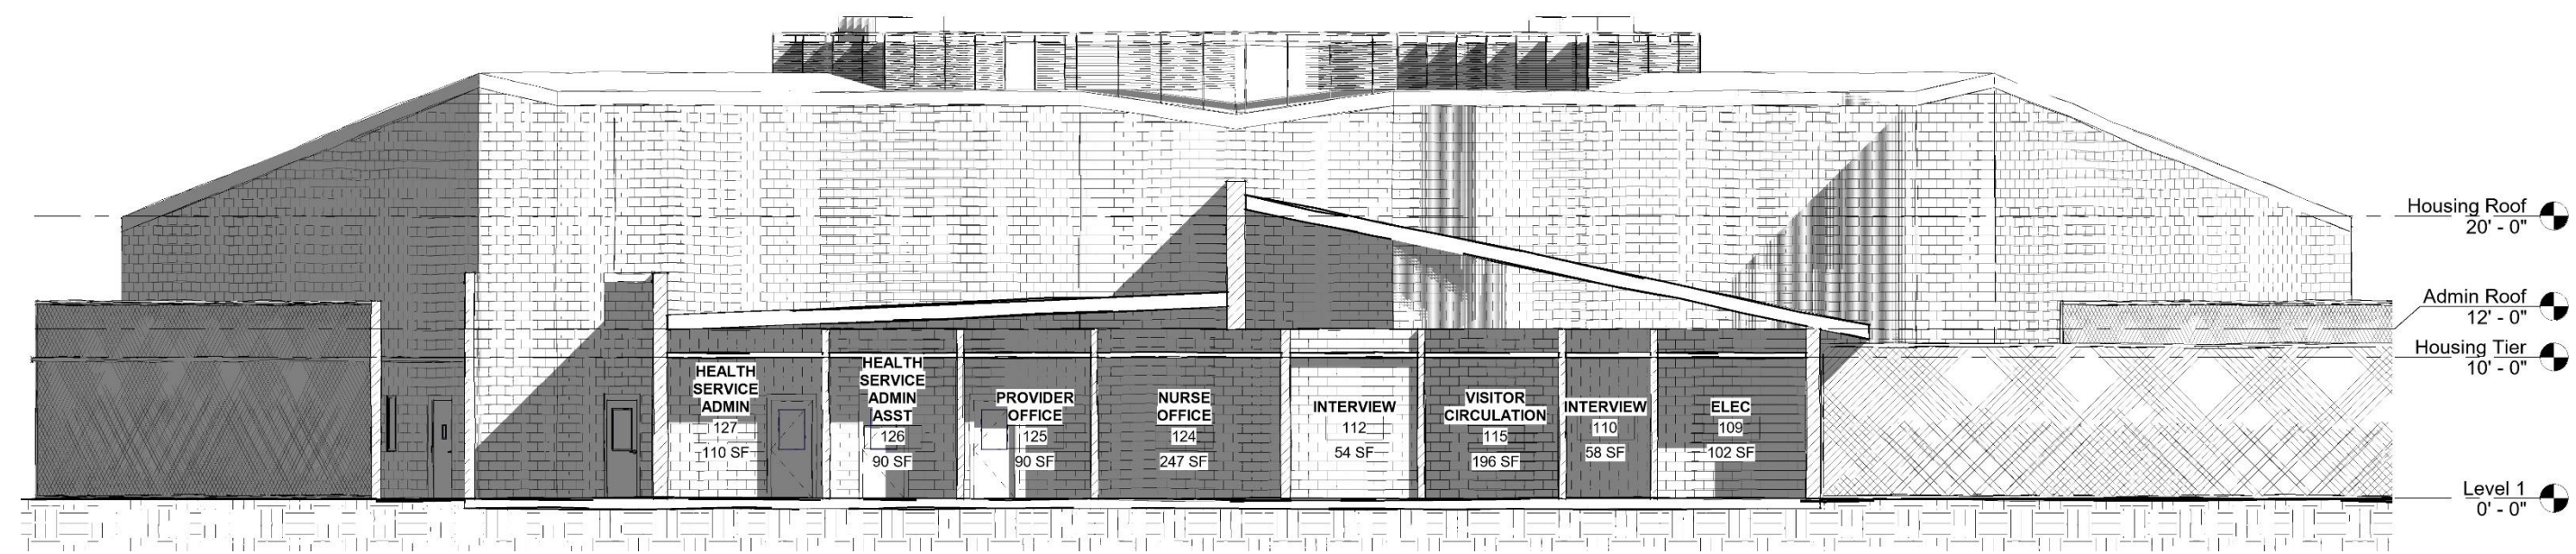 Housing Roof
20' - 0"
Admin Roof
12' - 0"
Housing Tier
10' - 0"
HEALTH
SERVICE
ADMIN
127
110 SF
HEALTH
SERVICE
ADMIN
ASST
126
90 SF
PROVIDER
OFFICE
125
90 SF
NURSE
OFFICE
124
247 SF
INTERVIEW
112
54 SF
VISITOR
CIRCULATION
115
196 SF
INTERVIEW
110
58 SF
ELEC
109
102 SF
Level 1
0' - 0"